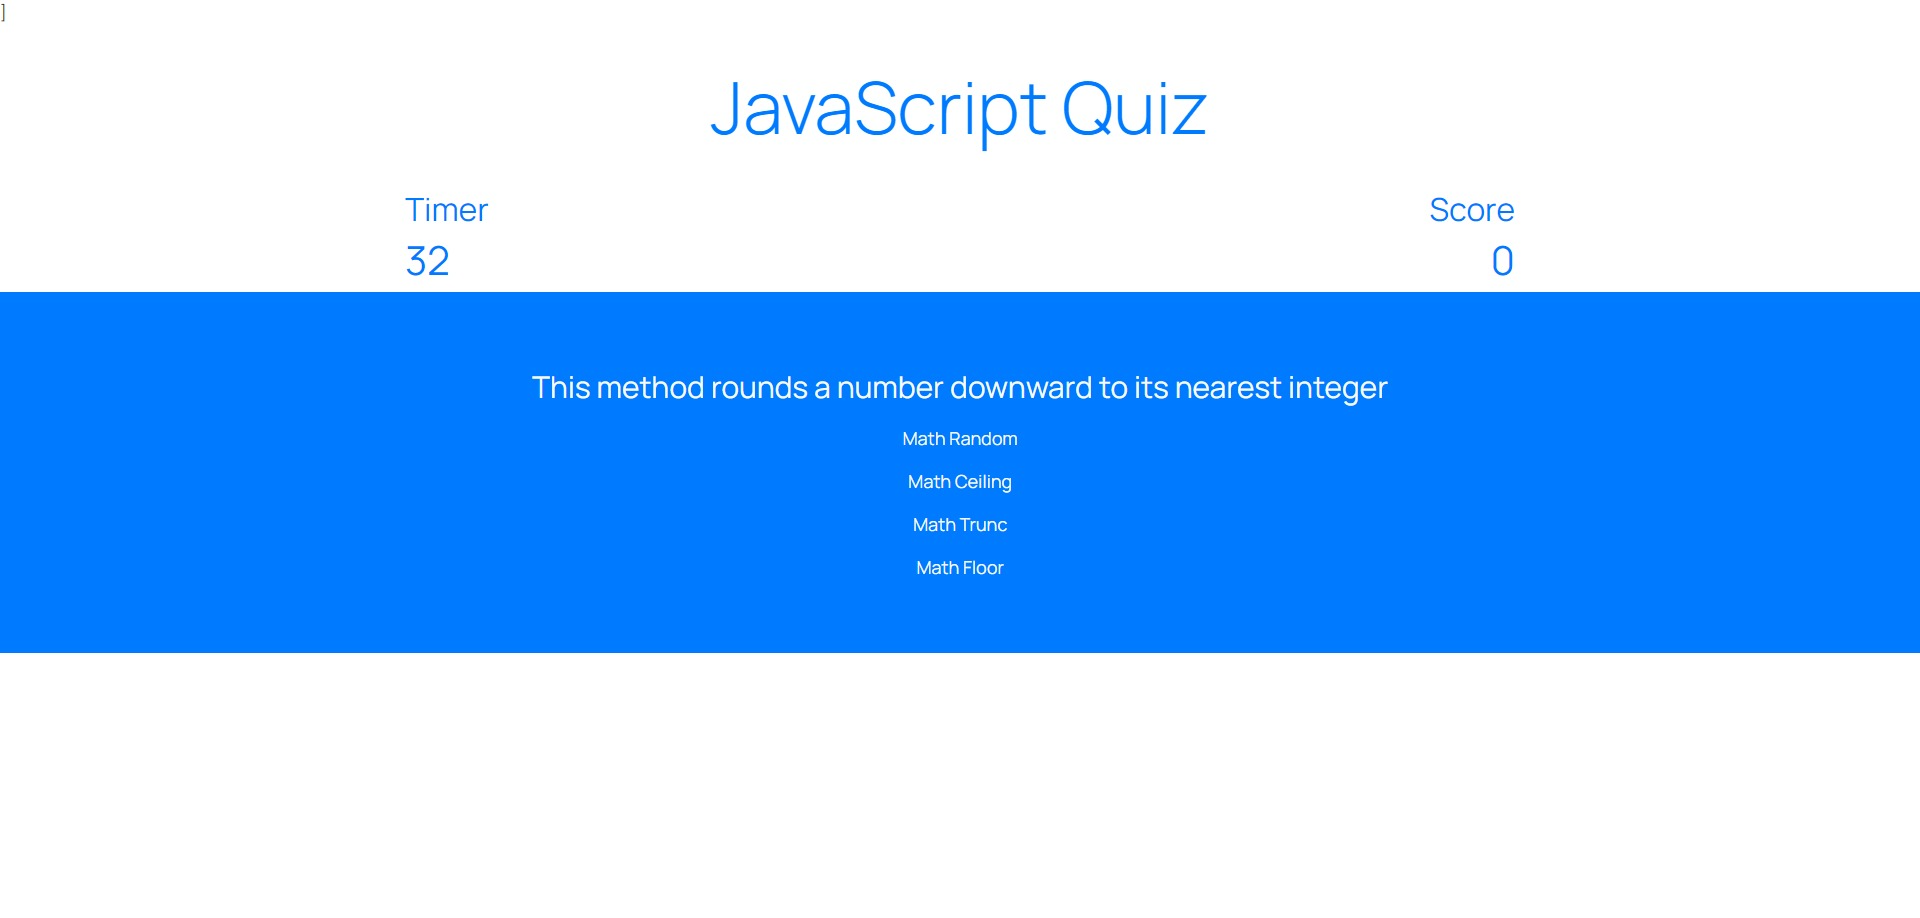 ]
JavaScript Quiz
Timer
Score
32
0
This method rounds a number downward to its nearest integer
Math Random
Math Ceiling
Math Trunc
Math Floor